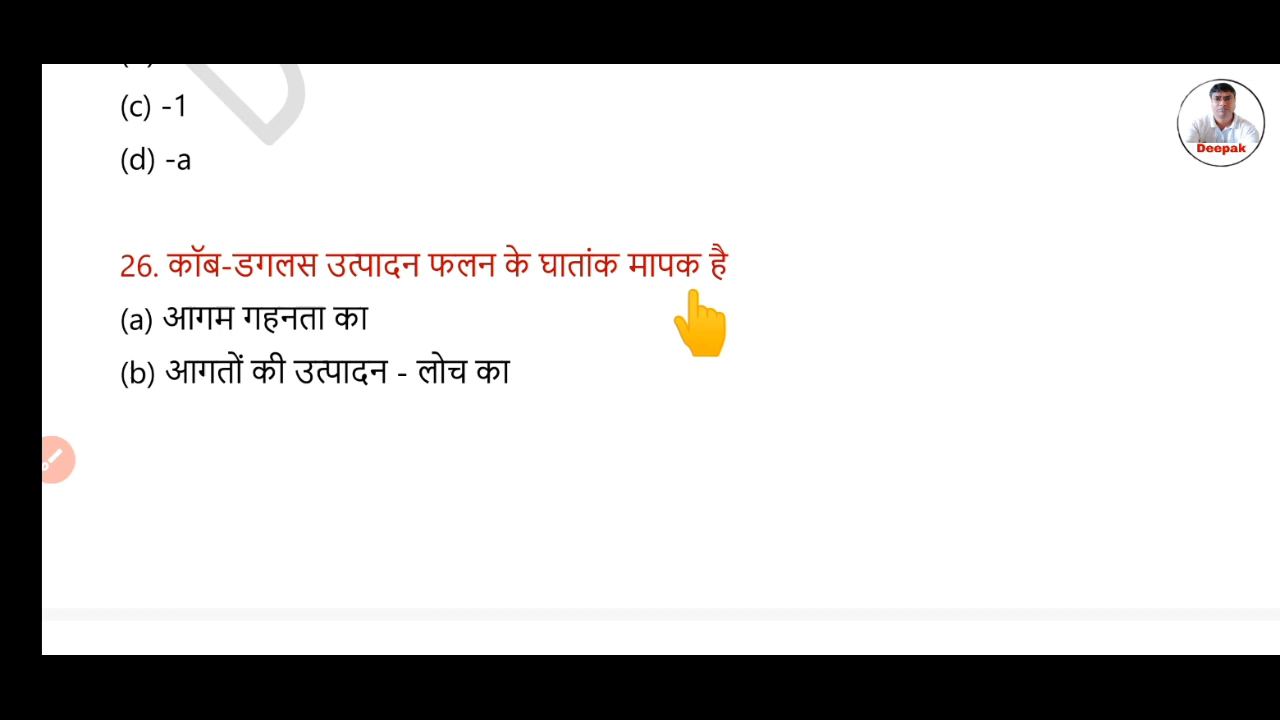 (c) -1
(d) -a
Deepak
26. कॉब-डगलस उत्पादन फलन के घातांक मापक है
(a) आगम गहनता का
(b) आगतों की उत्पादन - लोच का